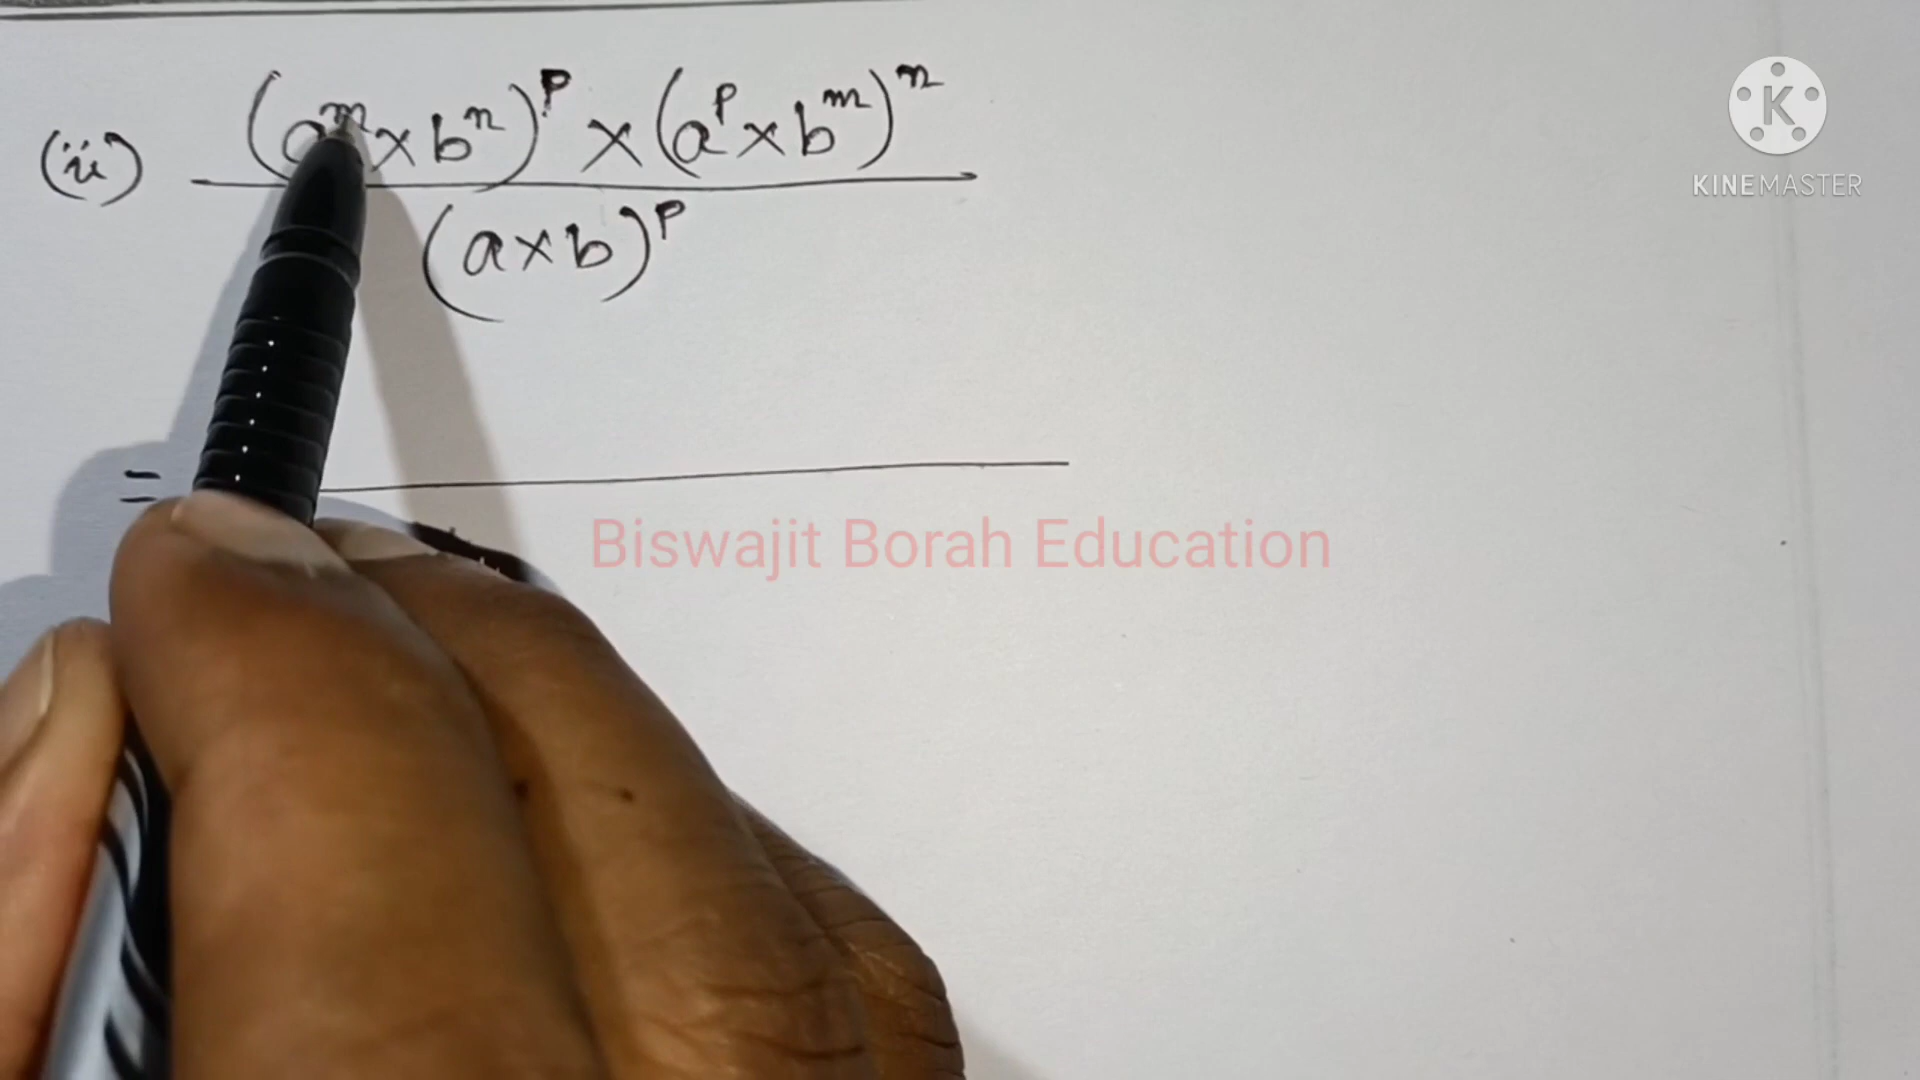 (ii) (a^m × b^n)^p × (a^p × b^m)^n
(a × b)^p
=
K
KINEMASTER
Biswajit Borah Education